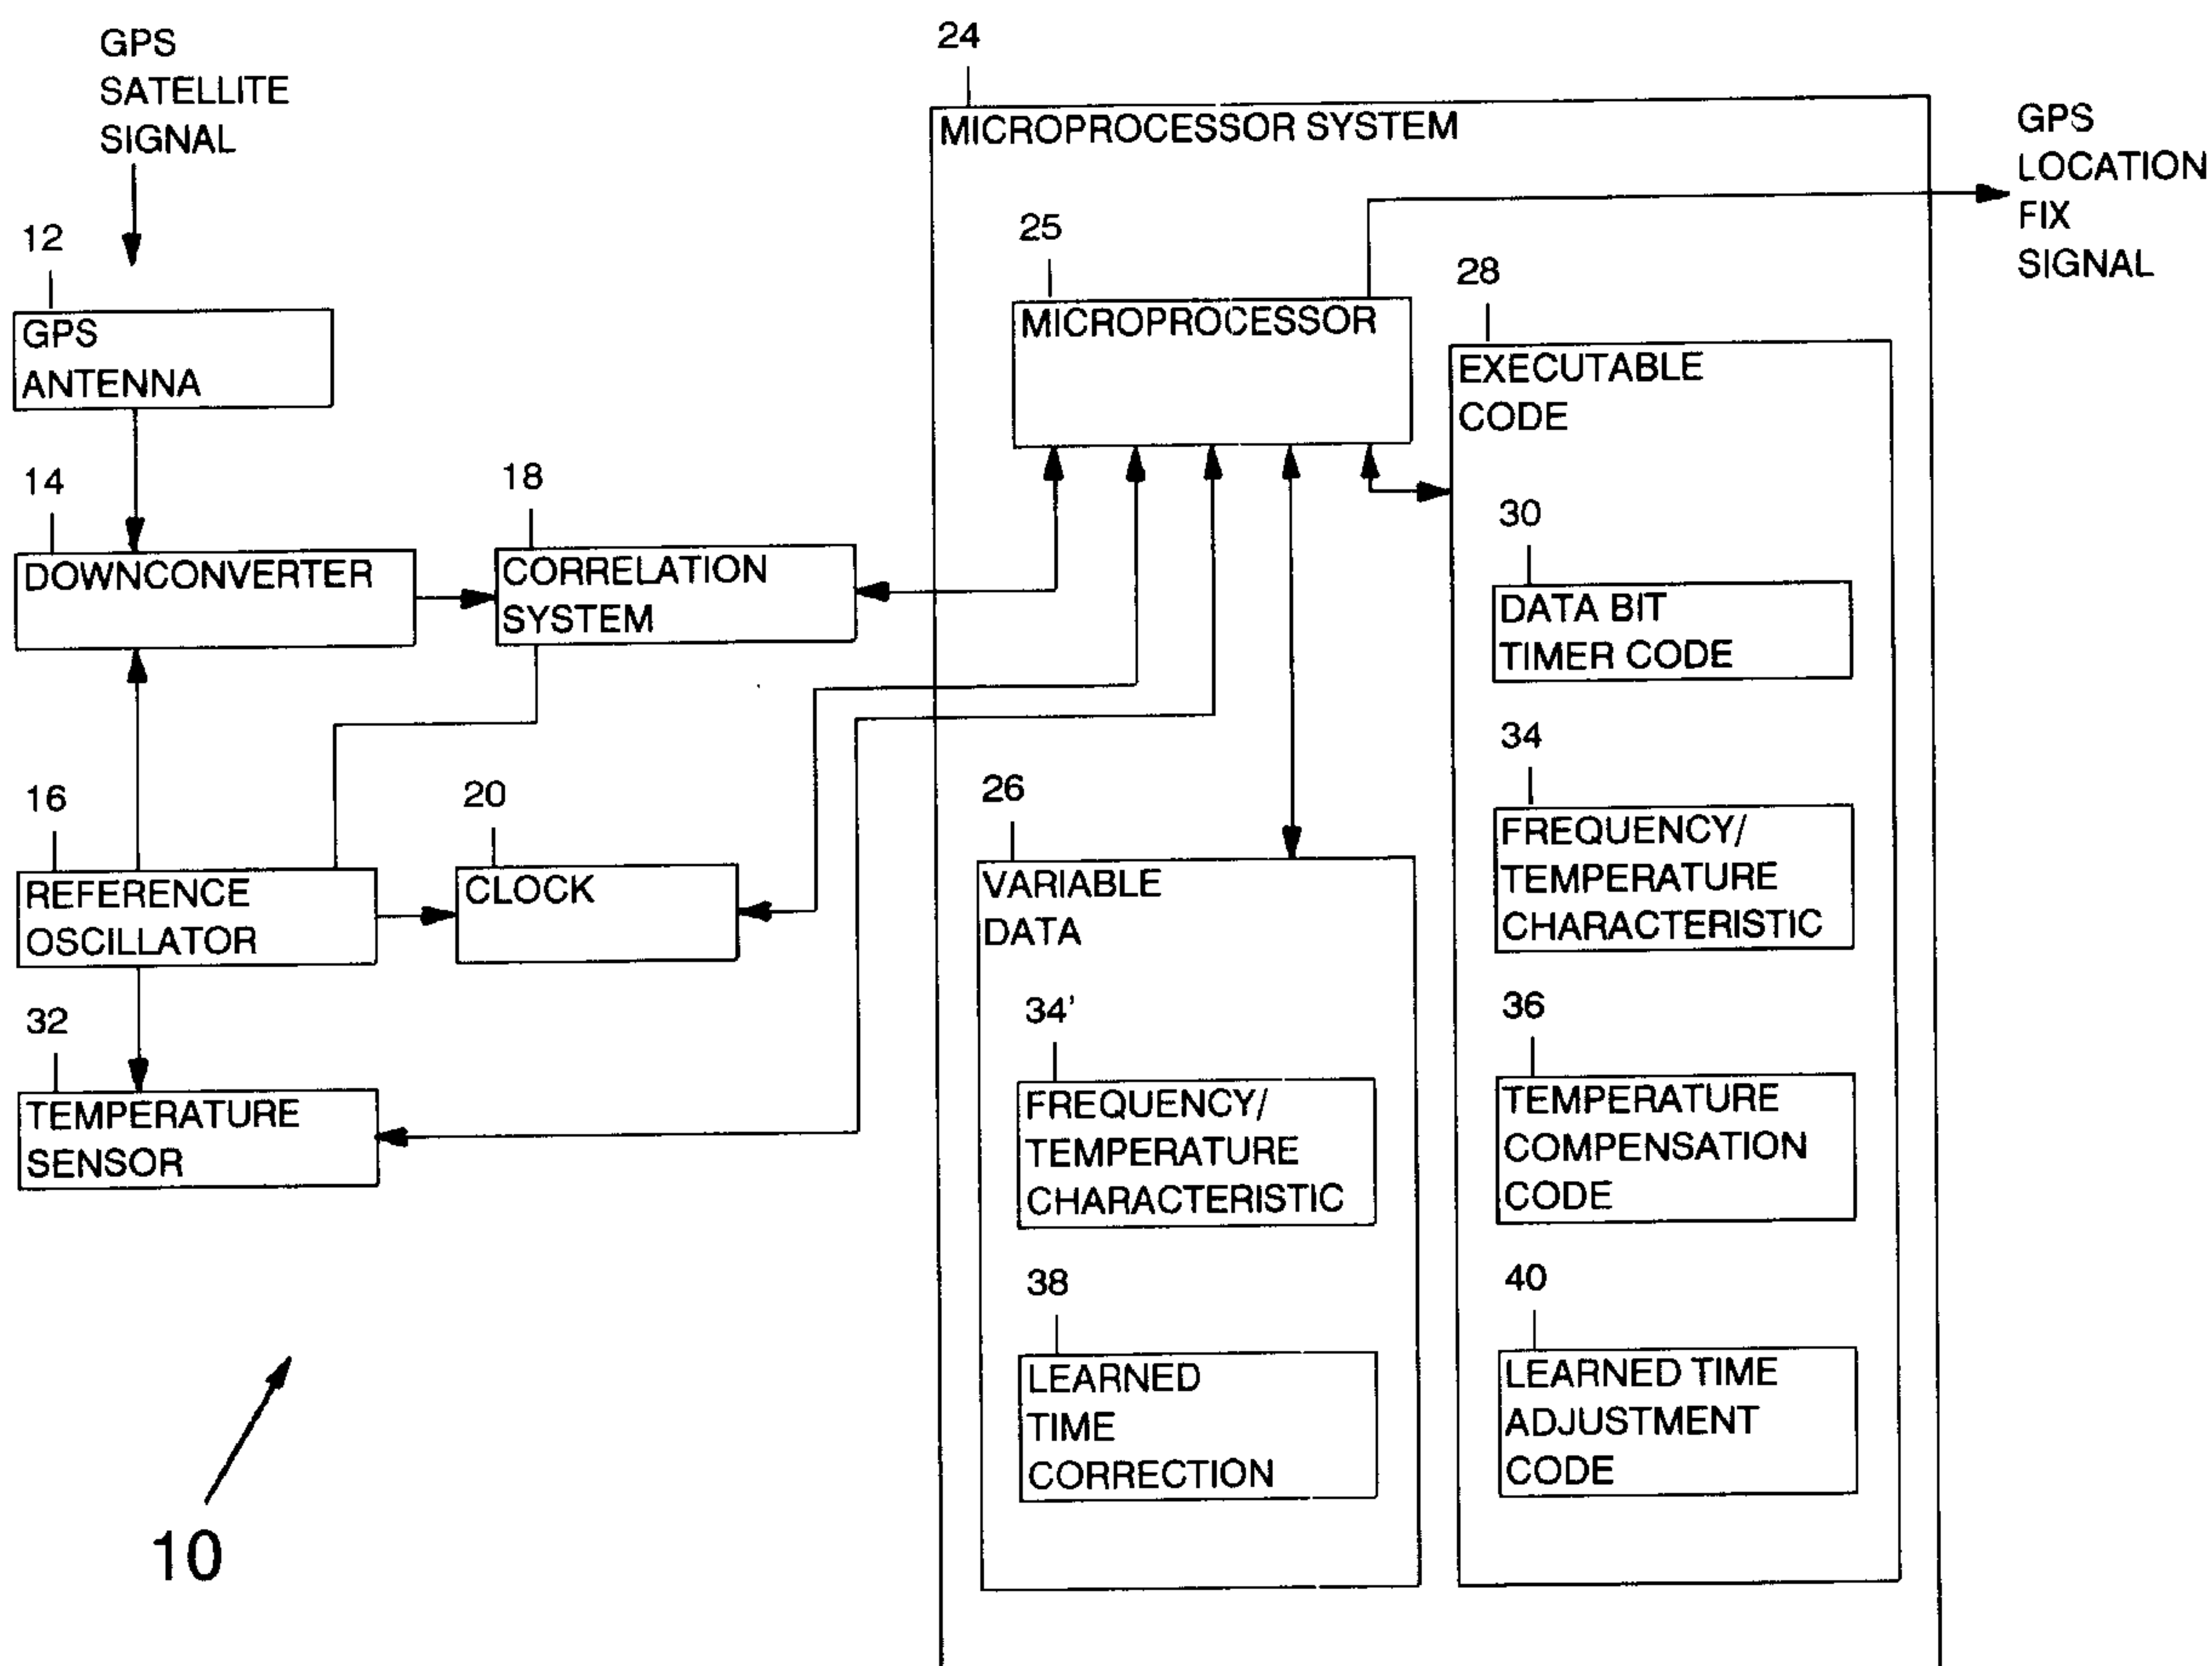 GPS
SATELLITE
SIGNAL
12
GPS
ANTENNA
14
DOWNCONVERTER
18
CORRELATION
SYSTEM
16
REFERENCE
OSCILLATOR
20
CLOCK
32
TEMPERATURE
SENSOR
10
24
MICROPROCESSOR SYSTEM
25
MICROPROCESSOR
26
VARIABLE
DATA
34'
FREQUENCY/
TEMPERATURE
CHARACTERISTIC
38
LEARNED
TIME
CORRECTION
28
EXECUTABLE
CODE
30
DATA BIT
TIMER CODE
34
FREQUENCY/
TEMPERATURE
CHARACTERISTIC
36
TEMPERATURE
COMPENSATION
CODE
40
LEARNED TIME
ADJUSTMENT
CODE
GPS
LOCATION
FIX
SIGNAL